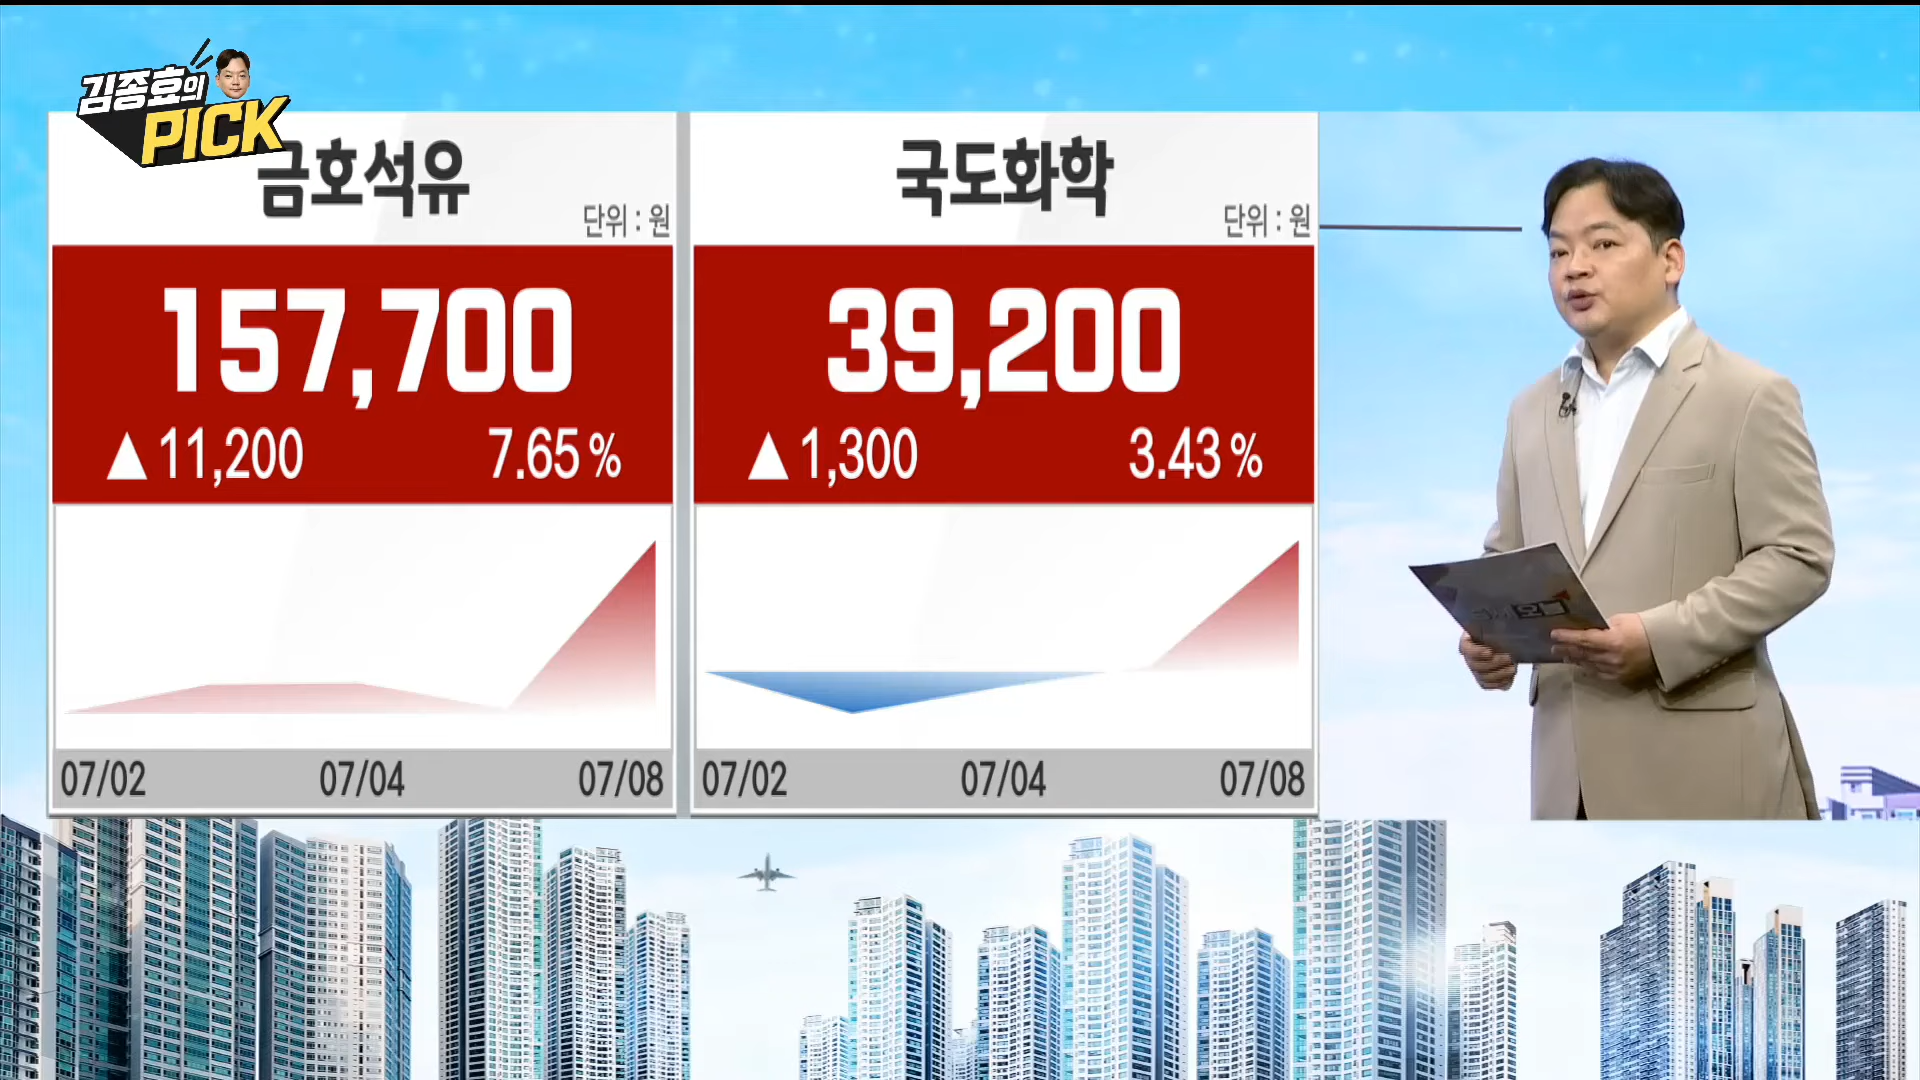 김종효의
PICK
금호석유
단위 : 원
157,700
▲11,200 7.65%
07/02 07/04 07/08
국도화학
단위 : 원
39,200
▲1,300 3.43%
07/02 07/04 07/08